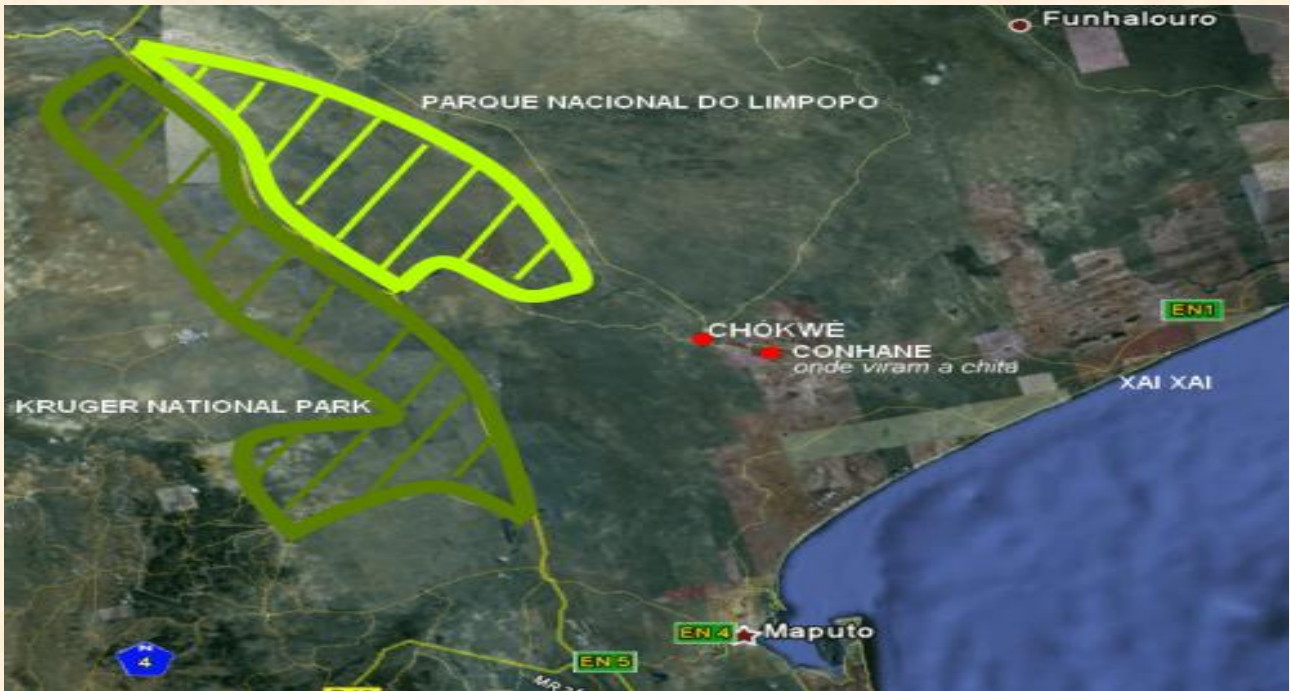 Funhalouro
PARQUE NACIONAL DO LIMPOPO
EN1
CHÓKWÈ
CONHANE
onde viram a chita
XAI XAI
KRUGER NATIONAL PARK
EN 4
Maputo
N
4
EN 5